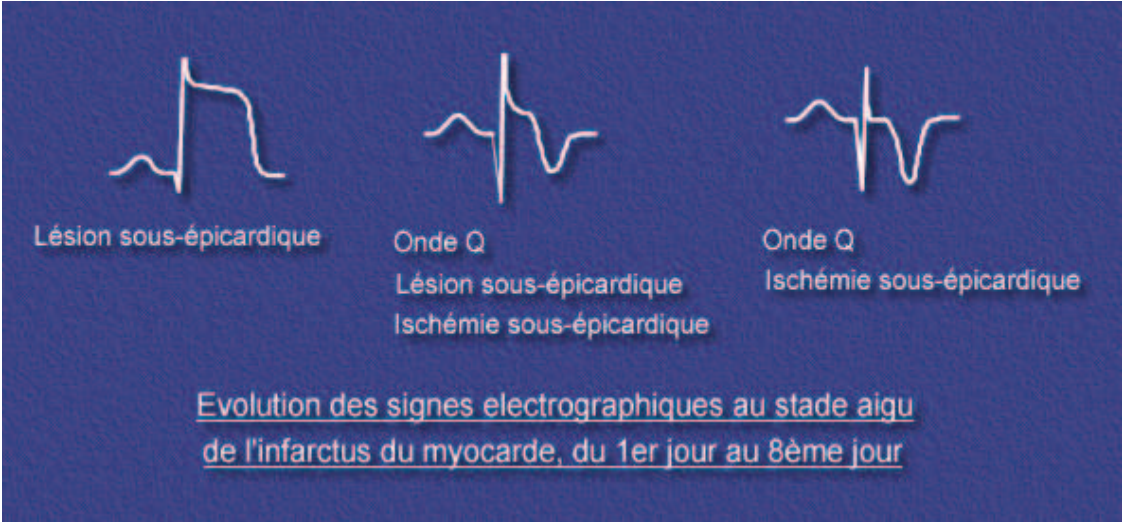 Lésion sous-épicardique
Onde Q
Lésion sous-épicardique
Ischémie sous-épicardique
Onde Q
Ischémie sous-épicardique
Evolution des signes electrographiques au stade aigu
de l'infarctus du myocarde, du 1er jour au 8ème jour